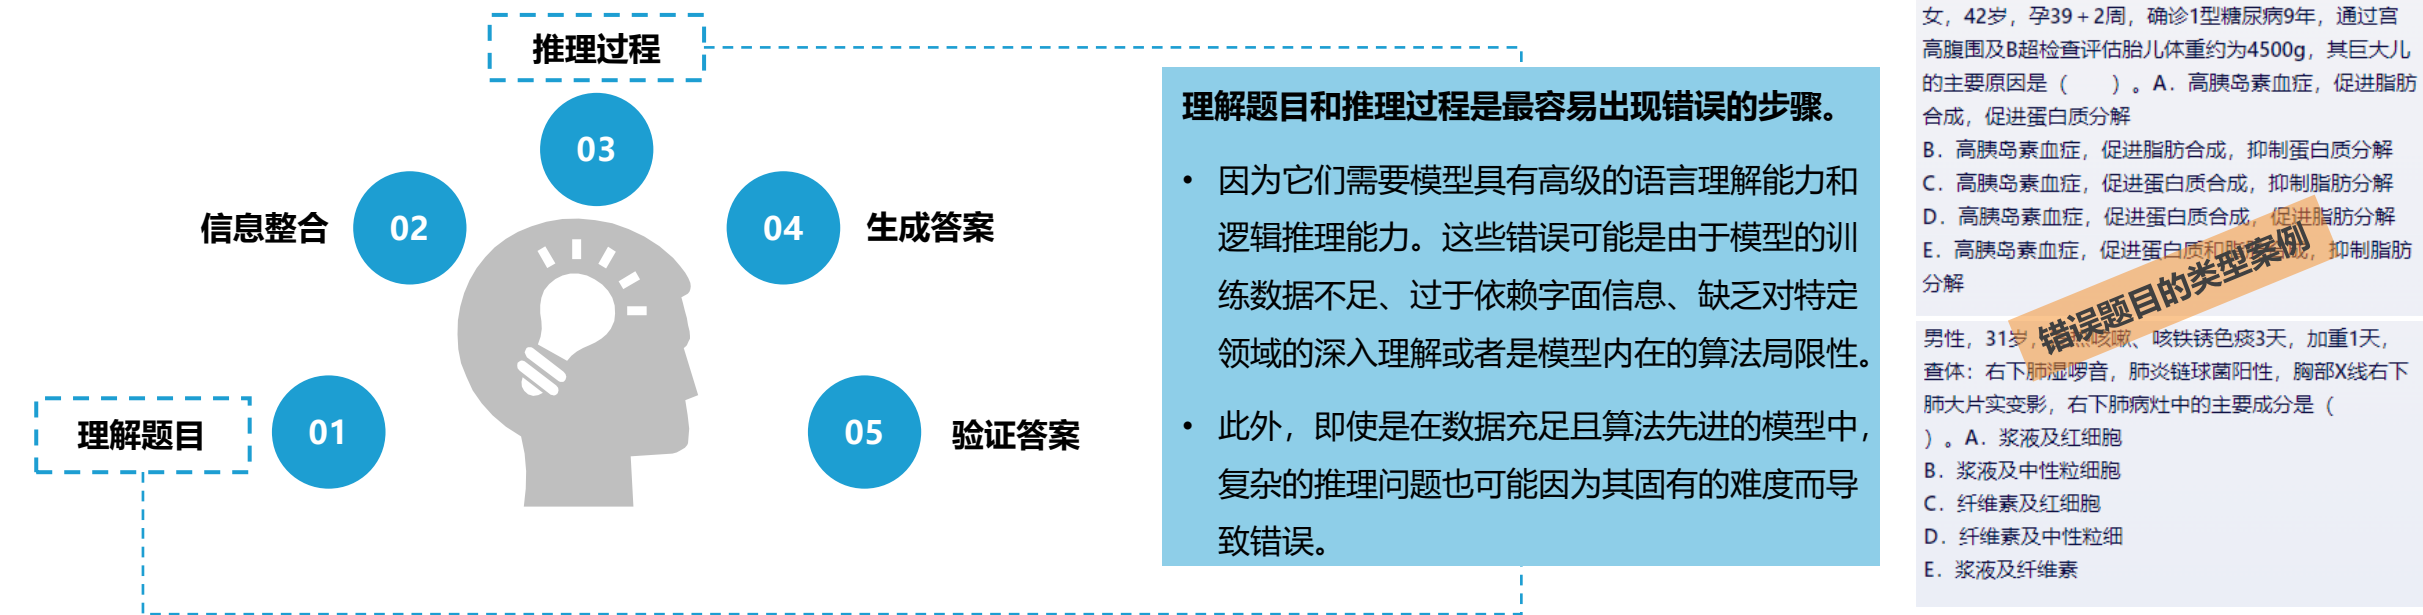 推理过程
03
信息整合
02
04
生成答案
理解题目
01
05
验证答案
理解题目和推理过程是最容易出现错误的步骤。
• 因为它们需要模型具有高级的语言理解能力和
逻辑推理能力。这些错误可能是由于模型的训
练数据不足、过于依赖字面信息、缺乏对特定
领域的深入理解或者是模型内在的算法局限性。
• 此外，即使是在数据充足且算法先进的模型中，
复杂的推理问题也可能因为其固有的难度而导
致错误。
女，42岁，孕39＋2周，确诊1型糖尿病9年，通过宫
高腹围及B超检查评估胎儿体重约为4500g，其巨大儿
的主要原因是（　　）。A．高胰岛素血症，促进脂肪
合成，促进蛋白质分解
B．高胰岛素血症，促进脂肪合成，抑制蛋白质分解
C．高胰岛素血症，促进蛋白质合成，抑制脂肪分解
D．高胰岛素血症，促进蛋白质合成，促进脂肪分解
E．高胰岛素血症，促进蛋白质和脂肪合成，抑制脂肪
分解
错误题目的类型案例
男性，31岁，咳嗽、咳铁锈色痰3天，加重1天，
查体：右下肺湿啰音，肺炎链球菌阳性，胸部X线右下
肺大片实变影，右下肺病灶中的主要成分是（
）。A．浆液及红细胞
B．浆液及中性粒细胞
C．纤维素及红细胞
D．纤维素及中性粒细
E．浆液及纤维素